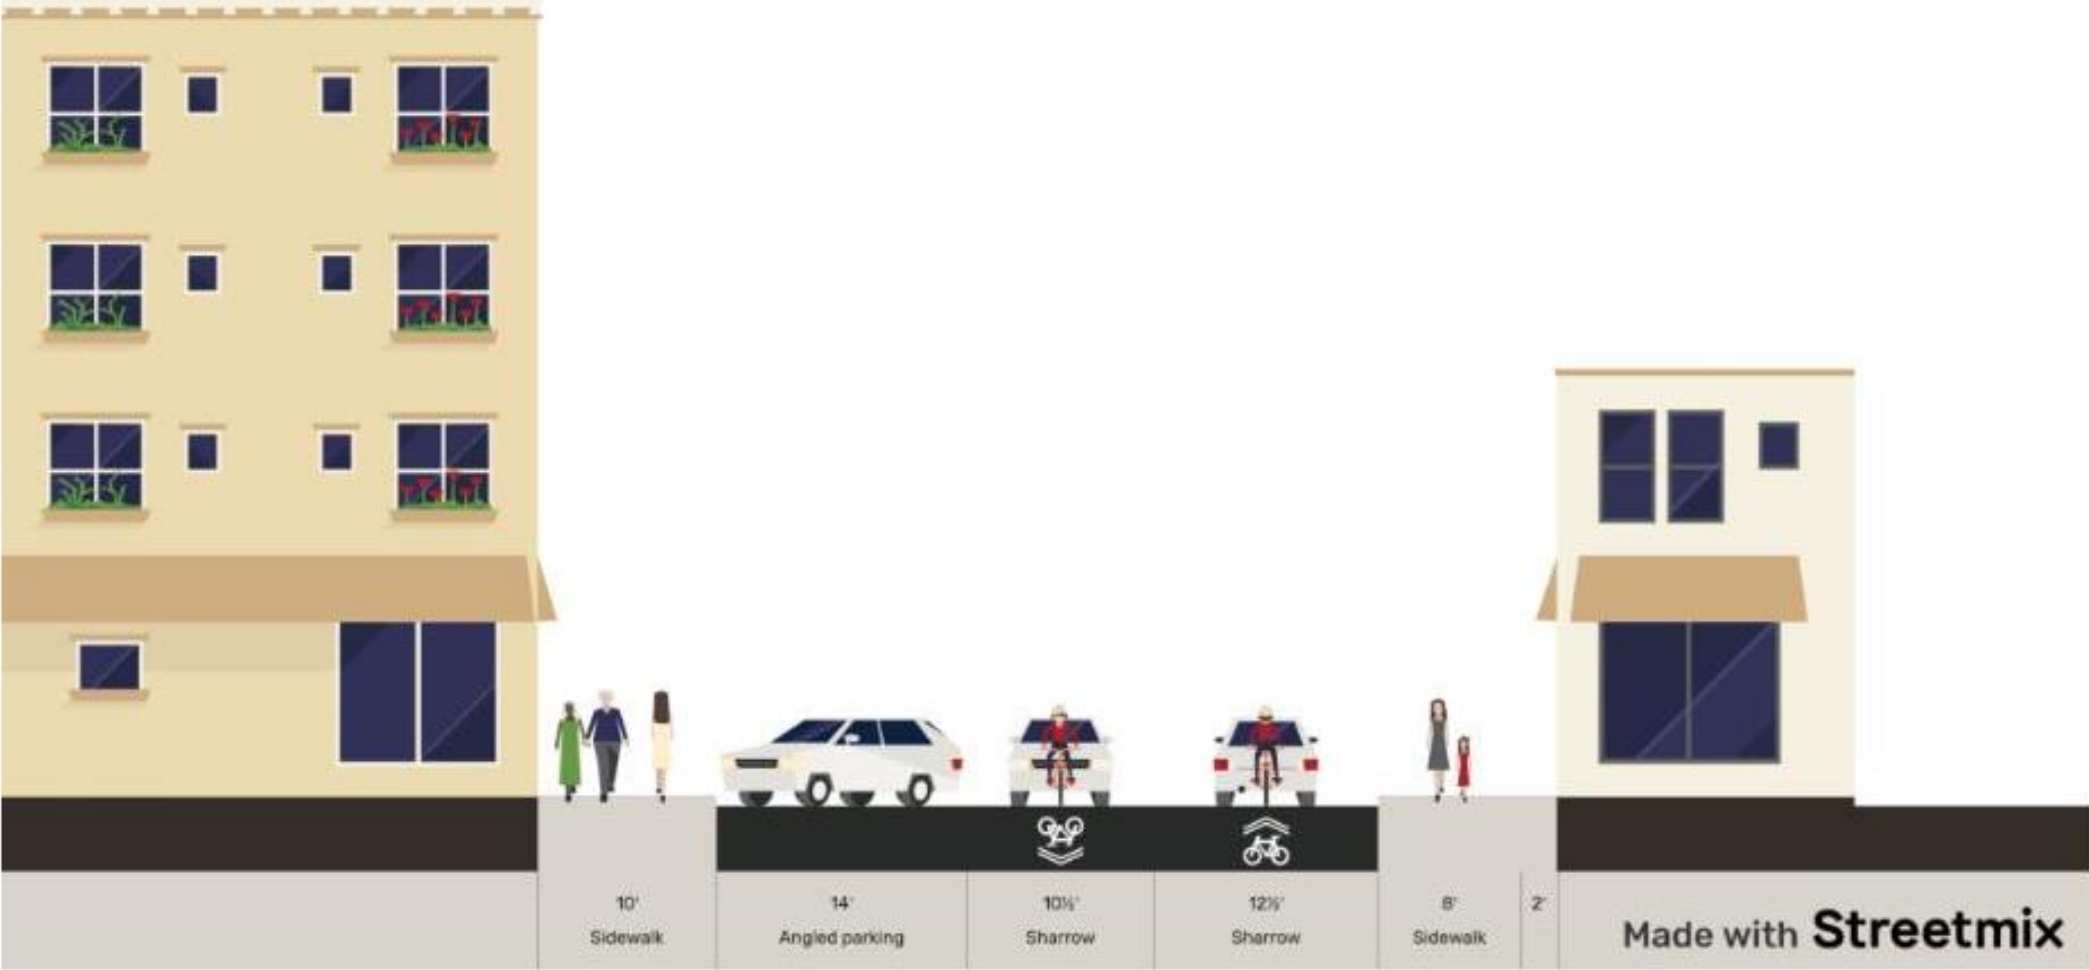 10'
Sidewalk
14'
Angled parking
10½'
Sharrow
12½'
Sharrow
8'
Sidewalk
2'
Made with Streetmix